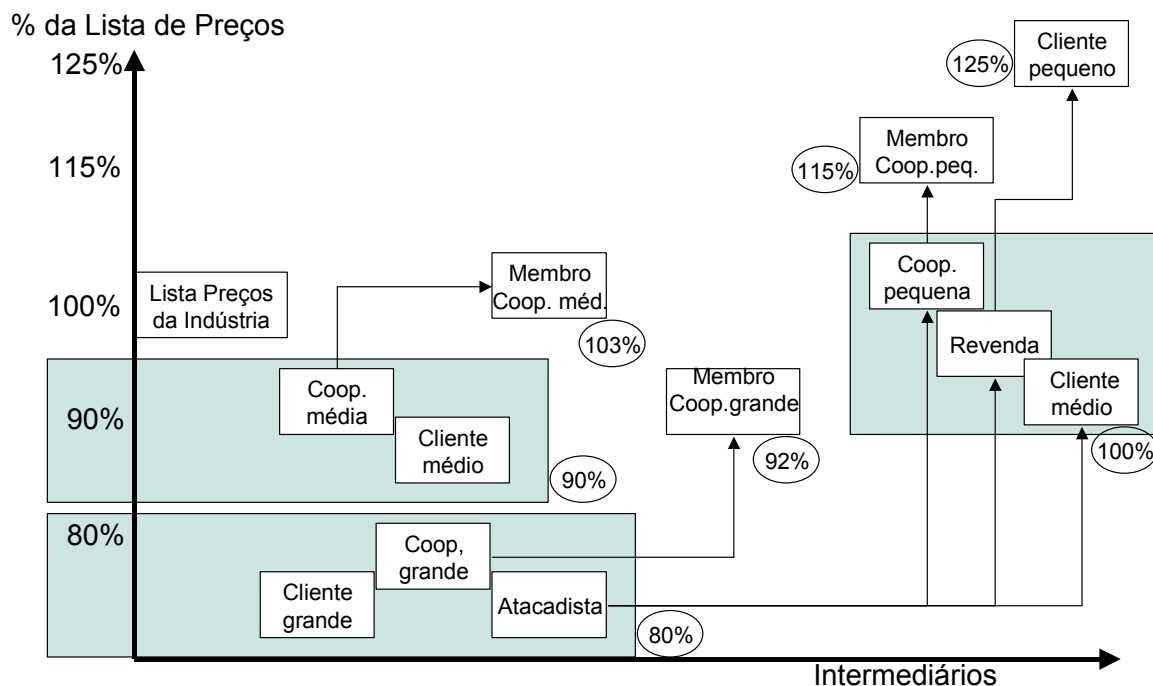 % da Lista de Preços
125%
115%
100%
90%
80%
Lista Preços
da Indústria
Membro
Coop. méd.
103%
Coop.
média
Cliente
médio
90%
Coop,
grande
Cliente
grande
Atacadista
80%
Membro
Coop.grande
92%
Cliente
pequeno
125%
Membro
Coop.peq.
115%
Coop.
pequena
Revenda
Cliente
médio
100%
Intermediários